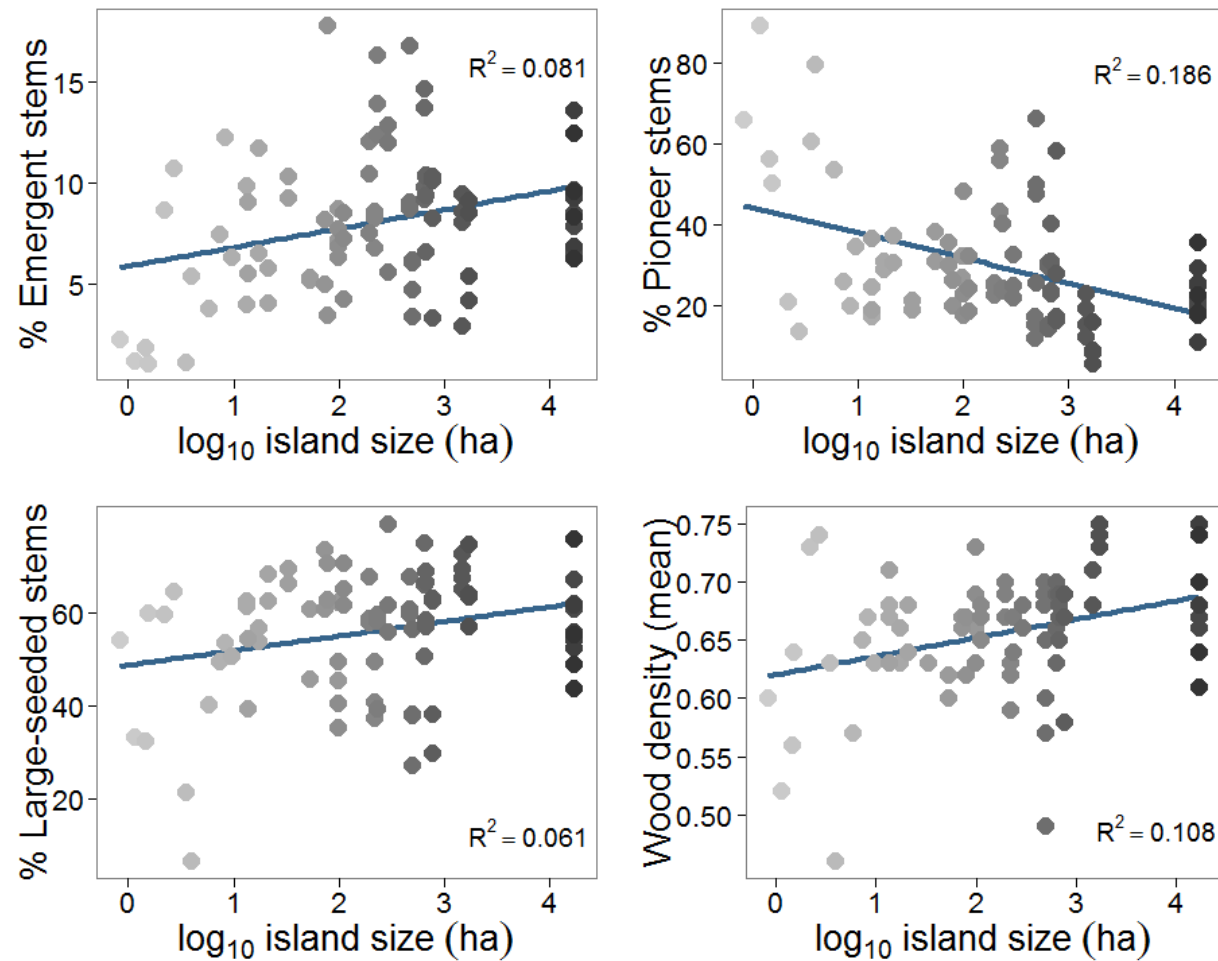 % Emergent stems
15
10
5
R² = 0.081
0 1 2 3 4
log₁₀ island size (ha)
% Pioneer stems
80
60
40
20
R² = 0.186
0 1 2 3 4
log₁₀ island size (ha)
% Large-seeded stems
60
40
20
R² = 0.061
0 1 2 3 4
log₁₀ island size (ha)
Wood density (mean)
0.75
0.70
0.65
0.60
0.55
0.50
R² = 0.108
0 1 2 3 4
log₁₀ island size (ha)